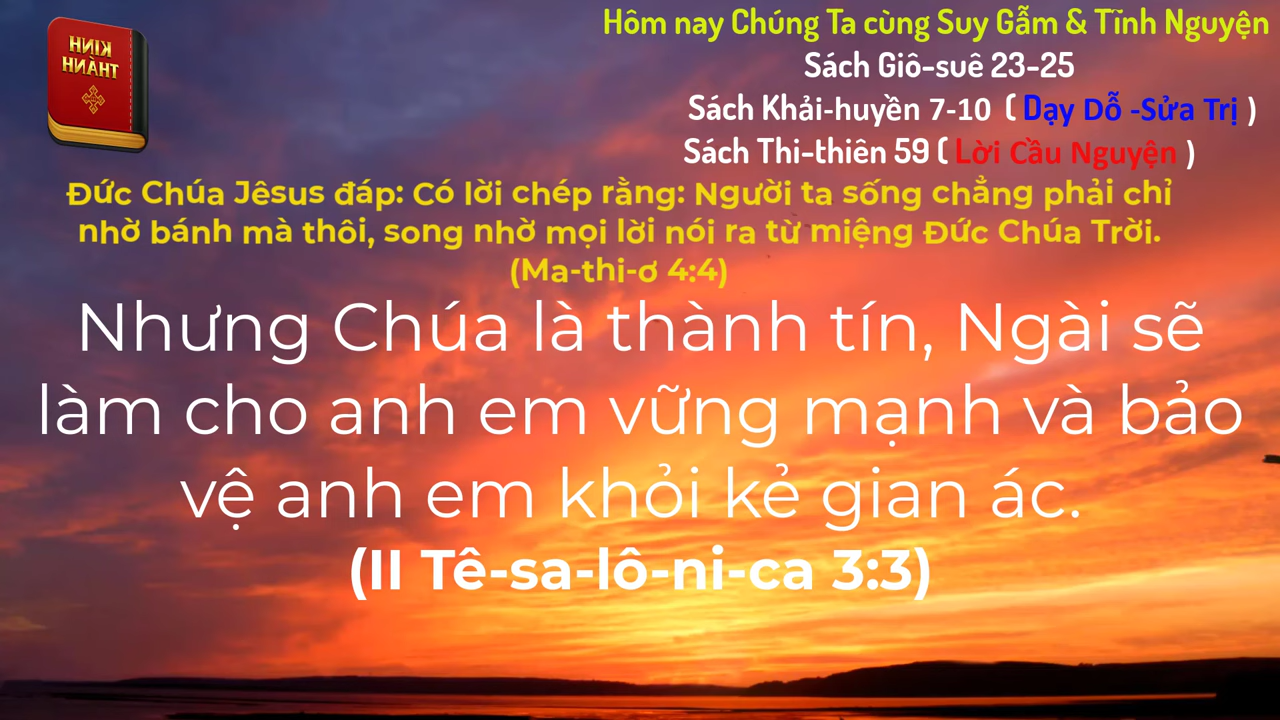 KINH
THÀNH
Hôm nay Chúng Ta cùng Suy Gẫm & Tĩnh Nguyện
Sách Giô-suê 23-25
Sách Khải-huyền 7-10 ( Dạy Dỗ -Sửa Trị )
Sách Thi-thiên 59 ( Lời Cầu Nguyện )
Đức Chúa Jêsus đáp: Có lời chép rằng: Người ta sống chẳng phải chỉ
nhờ bánh mà thôi, song nhờ mọi lời nói ra từ miệng Đức Chúa Trời.
(Ma-thi-ơ 4:4)
Nhưng Chúa là thành tín, Ngài sẽ
làm cho anh em vững mạnh và bảo
vệ anh em khỏi kẻ gian ác.
(II Tê-sa-lô-ni-ca 3:3)